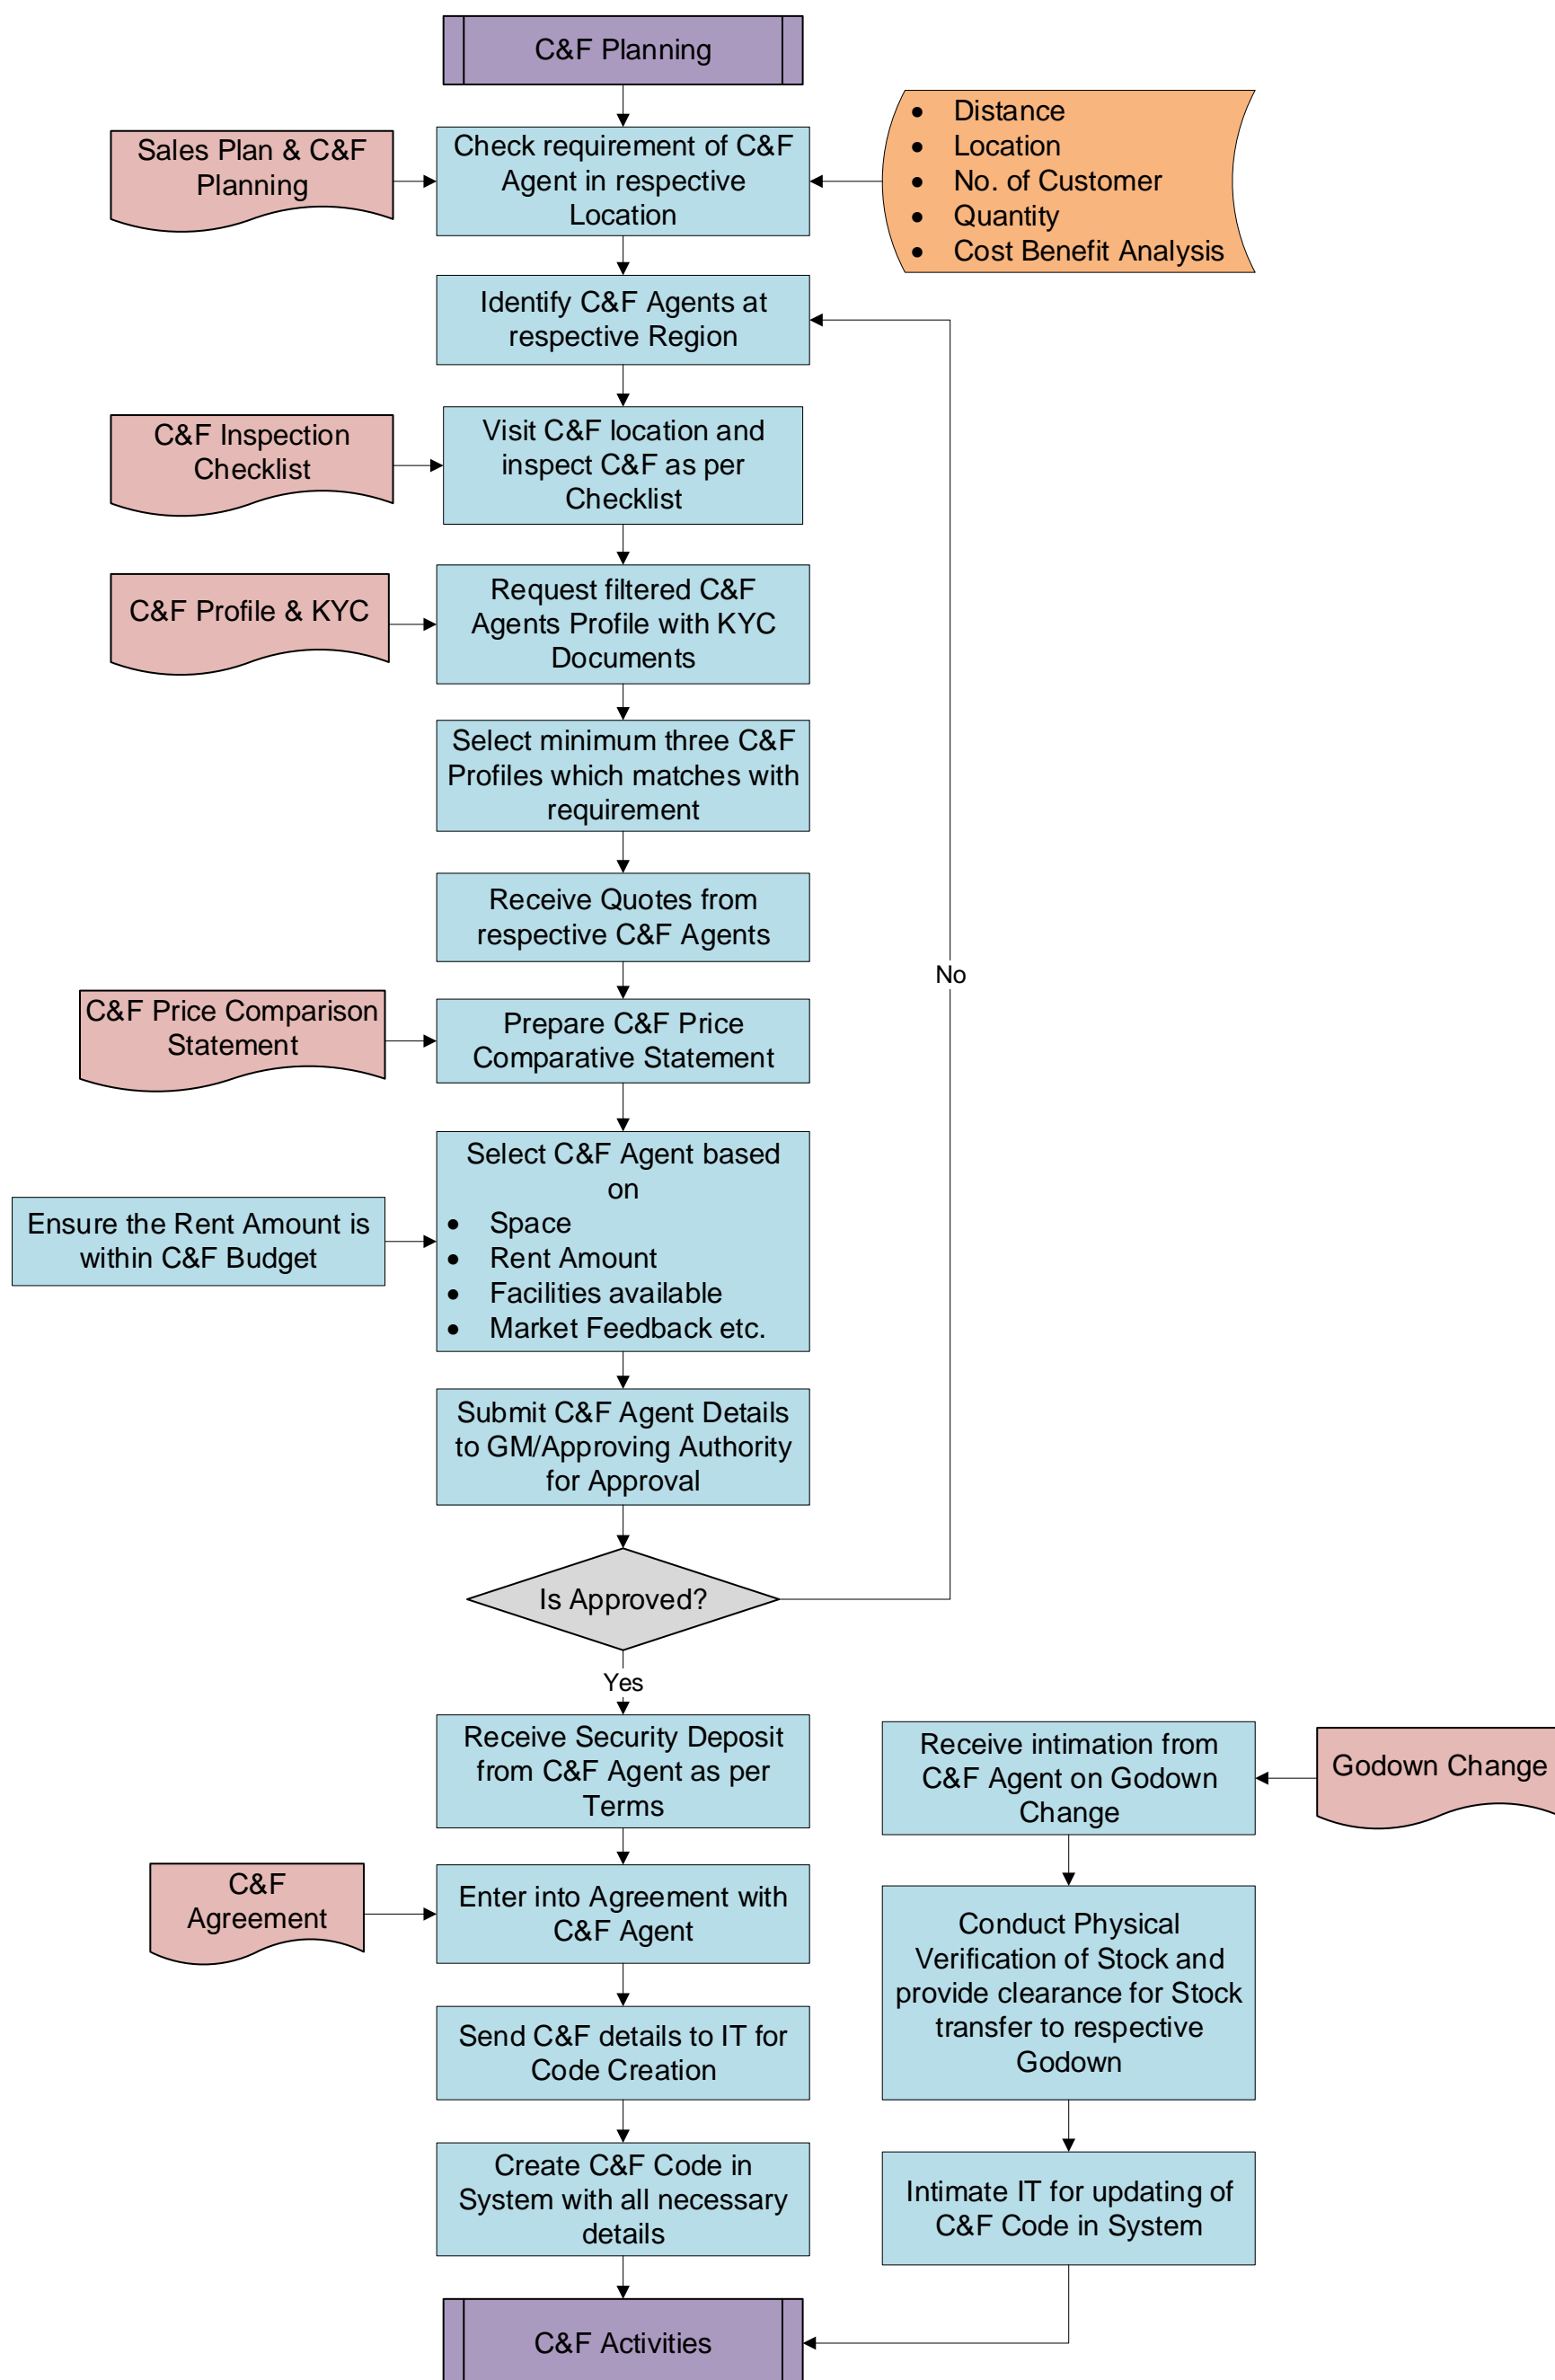 C&F Planning
Sales Plan & C&F
Planning
Check requirement of C&F
Agent in respective
Location
• Distance
• Location
• No. of Customer
• Quantity
• Cost Benefit Analysis
Identify C&F Agents at
respective Region
C&F Inspection
Checklist
Visit C&F location and
inspect C&F as per
Checklist
C&F Profile & KYC
Request filtered C&F
Agents Profile with KYC
Documents
Select minimum three C&F
Profiles which matches with
requirement
Receive Quotes from
respective C&F Agents
No
C&F Price Comparison
Statement
Prepare C&F Price
Comparative Statement
Ensure the Rent Amount is
within C&F Budget
Select C&F Agent based
on
• Space
• Rent Amount
• Facilities available
• Market Feedback etc.
Submit C&F Agent Details
to GM/Approving Authority
for Approval
Is Approved?
Yes
Receive Security Deposit
from C&F Agent as per
Terms
Receive intimation from
C&F Agent on Godown
Change
Godown Change
C&F
Agreement
Enter into Agreement with
C&F Agent
Conduct Physical
Verification of Stock and
provide clearance for Stock
transfer to respective
Godown
Send C&F details to IT for
Code Creation
Create C&F Code in
System with all necessary
details
Intimate IT for updating of
C&F Code in System
C&F Activities